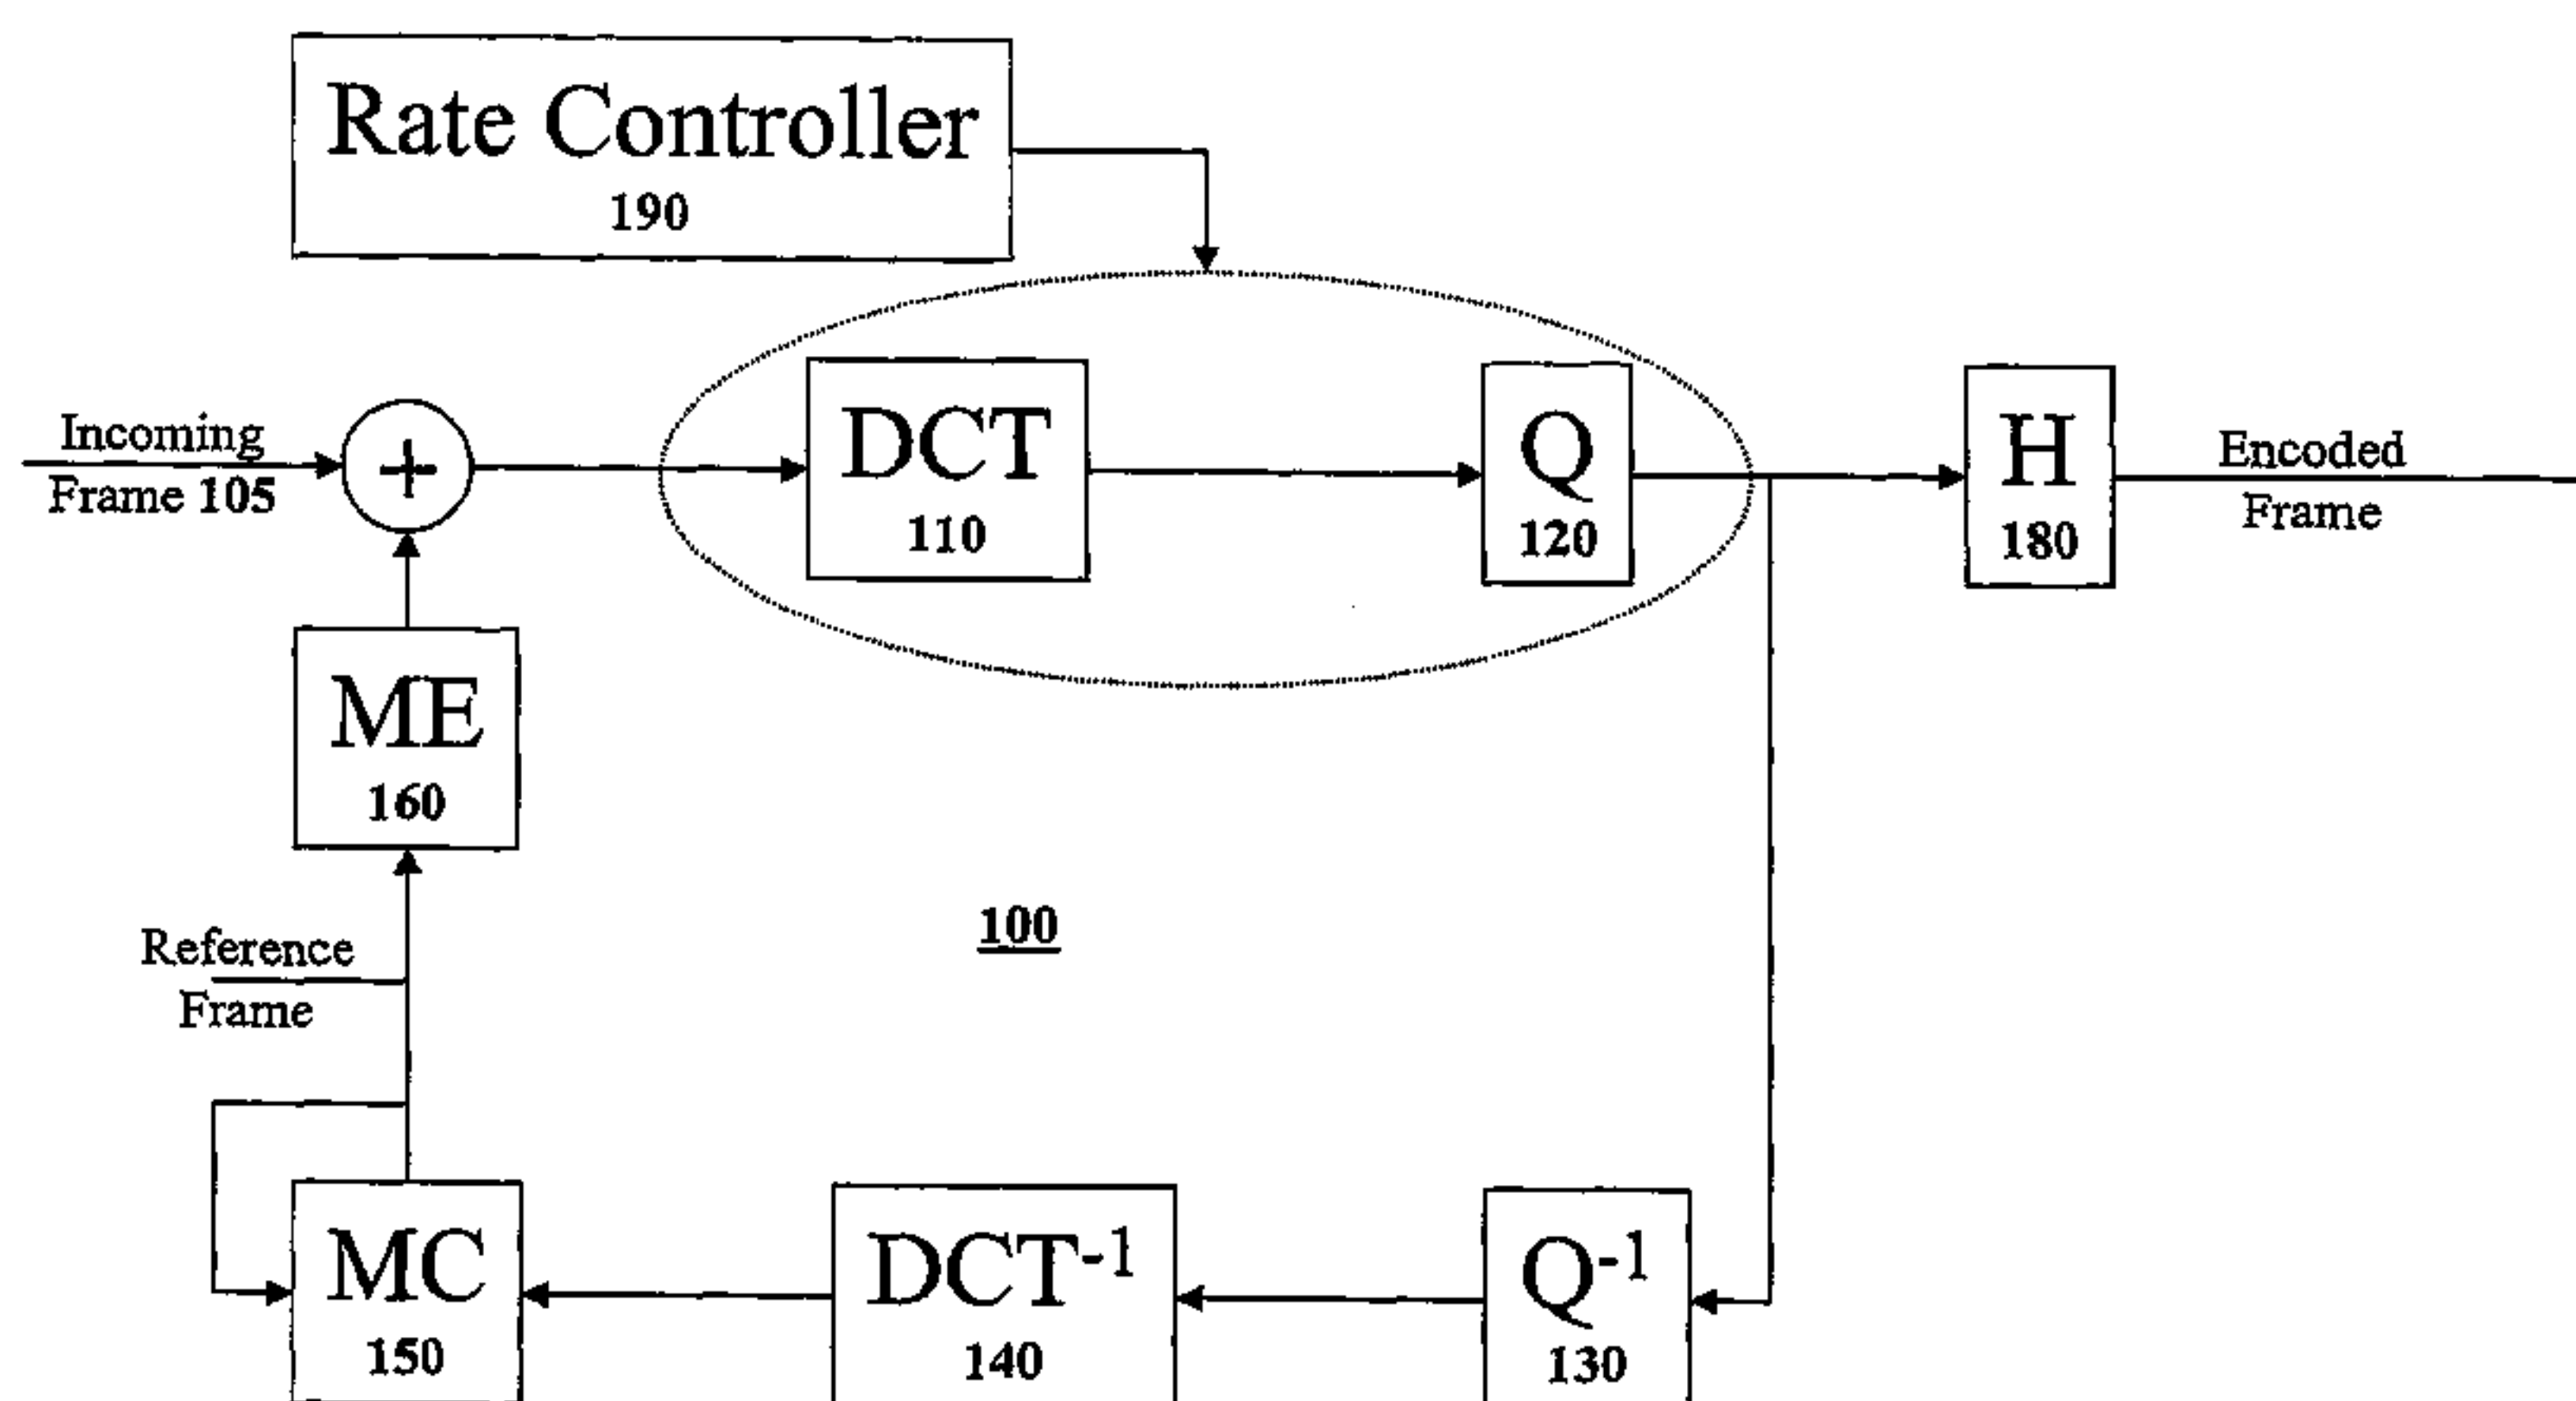 Rate Controller
190
Incoming
Frame 105
+
DCT
110
Q
120
H
180
Encoded
Frame
ME
160
Reference
Frame
100
MC
150
DCT-1
140
Q-1
130